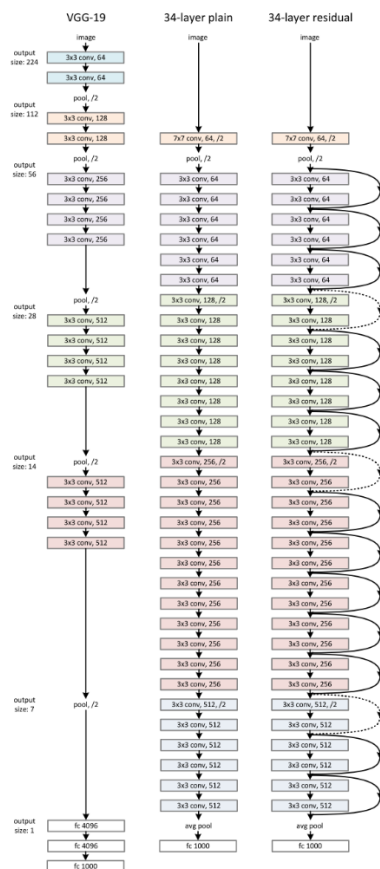 VGG-19
34-layer plain
34-layer residual
output
size: 224
image
3x3 conv, 64
3x3 conv, 64
pool, /2
output
size: 112
3x3 conv, 128
3x3 conv, 128
pool, /2
output
size: 56
3x3 conv, 256
3x3 conv, 256
3x3 conv, 256
3x3 conv, 256
pool, /2
output
size: 28
3x3 conv, 512
3x3 conv, 512
3x3 conv, 512
3x3 conv, 512
pool, /2
output
size: 14
3x3 conv, 512
3x3 conv, 512
3x3 conv, 512
3x3 conv, 512
pool, /2
output
size: 7
output
size: 1
fc 4096
fc 4096
fc 1000
image
7x7 conv, 64, /2
pool, /2
3x3 conv, 64
3x3 conv, 64
3x3 conv, 64
3x3 conv, 64
3x3 conv, 64
3x3 conv, 64
3x3 conv, 128, /2
3x3 conv, 128
3x3 conv, 128
3x3 conv, 128
3x3 conv, 128
3x3 conv, 128
3x3 conv, 128
3x3 conv, 128
3x3 conv, 256, /2
3x3 conv, 256
3x3 conv, 256
3x3 conv, 256
3x3 conv, 256
3x3 conv, 256
3x3 conv, 256
3x3 conv, 256
3x3 conv, 256
3x3 conv, 256
3x3 conv, 256
3x3 conv, 256
3x3 conv, 512, /2
3x3 conv, 512
3x3 conv, 512
3x3 conv, 512
3x3 conv, 512
3x3 conv, 512
avg pool
fc 1000
image
7x7 conv, 64, /2
pool, /2
3x3 conv, 64
3x3 conv, 64
3x3 conv, 64
3x3 conv, 64
3x3 conv, 64
3x3 conv, 64
3x3 conv, 128, /2
3x3 conv, 128
3x3 conv, 128
3x3 conv, 128
3x3 conv, 128
3x3 conv, 128
3x3 conv, 128
3x3 conv, 128
3x3 conv, 256, /2
3x3 conv, 256
3x3 conv, 256
3x3 conv, 256
3x3 conv, 256
3x3 conv, 256
3x3 conv, 256
3x3 conv, 256
3x3 conv, 256
3x3 conv, 256
3x3 conv, 256
3x3 conv, 256
3x3 conv, 512, /2
3x3 conv, 512
3x3 conv, 512
3x3 conv, 512
3x3 conv, 512
3x3 conv, 512
avg pool
fc 1000